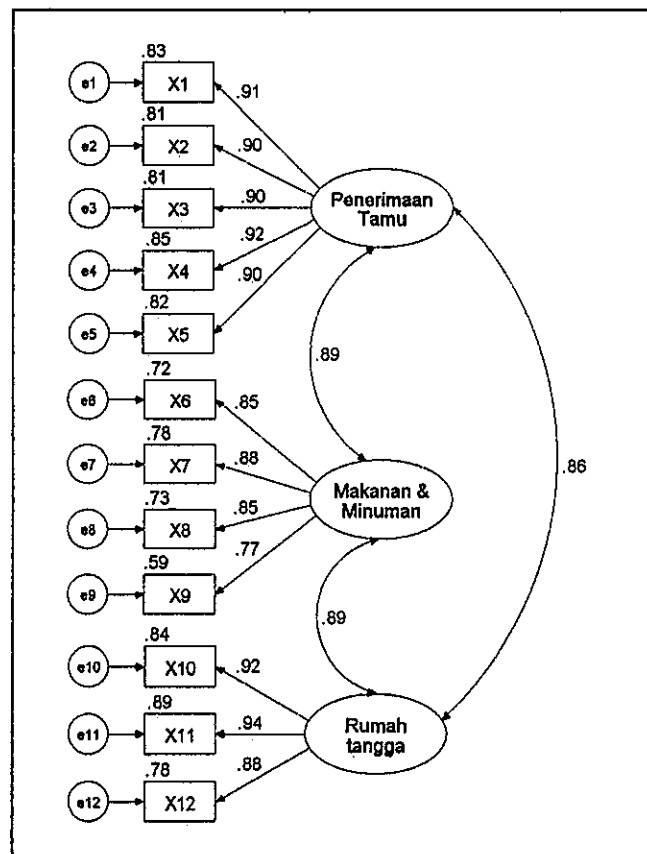 .83
e1
X1
.91
.81
e2
X2
.90
.81
e3
X3
.90
Penerimaan
Tamu
.85
e4
X4
.92
.82
e5
X5
.90
.89
.72
e6
X6
.85
.78
e7
X7
.88
.86
Makanan &
Minuman
.73
e8
X8
.85
.59
e9
X9
.77
.89
.84
e10
X10
.92
.89
e11
X11
.94
Rumah
tangga
.78
e12
X12
.88